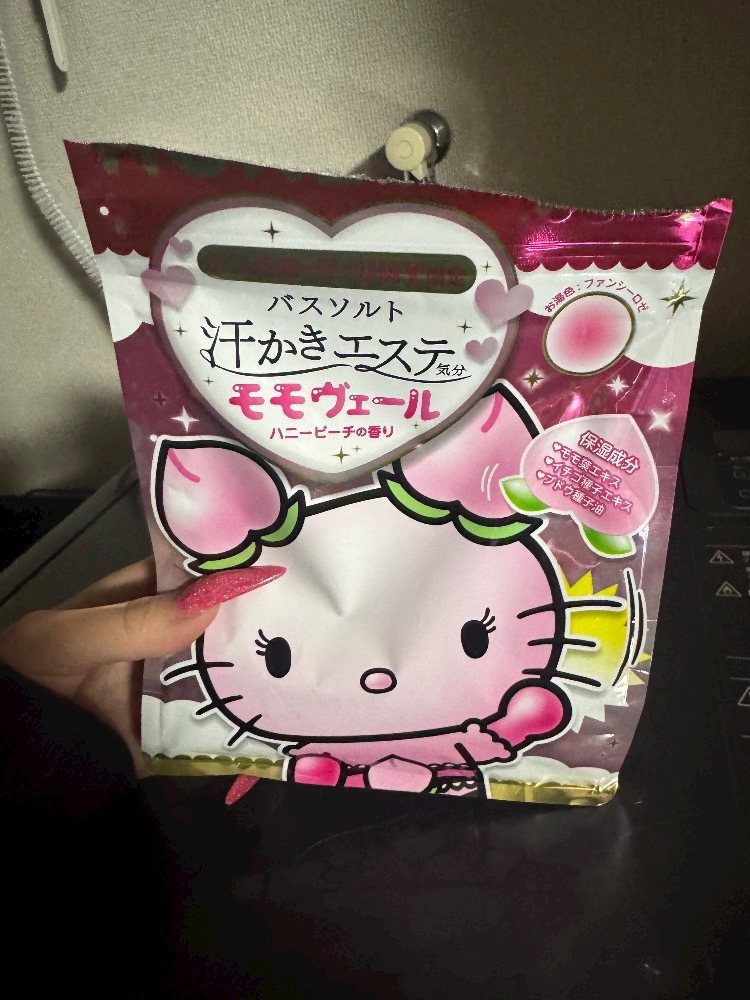 バスソルト
汗かきエステ気分
モモヴェール
ハニーピーチの香り
お湯色：ファンシーロゼ
保湿成分
♥モモ葉エキス
♥イチゴ種子エキス
♥ブドウ種子油